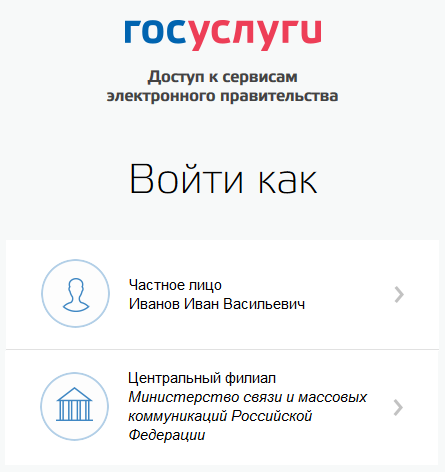 госуслуги
Доступ к сервисам
электронного правительства
Войти как
Частное лицо
Иванов Иван Васильевич
Центральный филиал
Министерство связи и массовых
коммуникаций Российской
Федерации